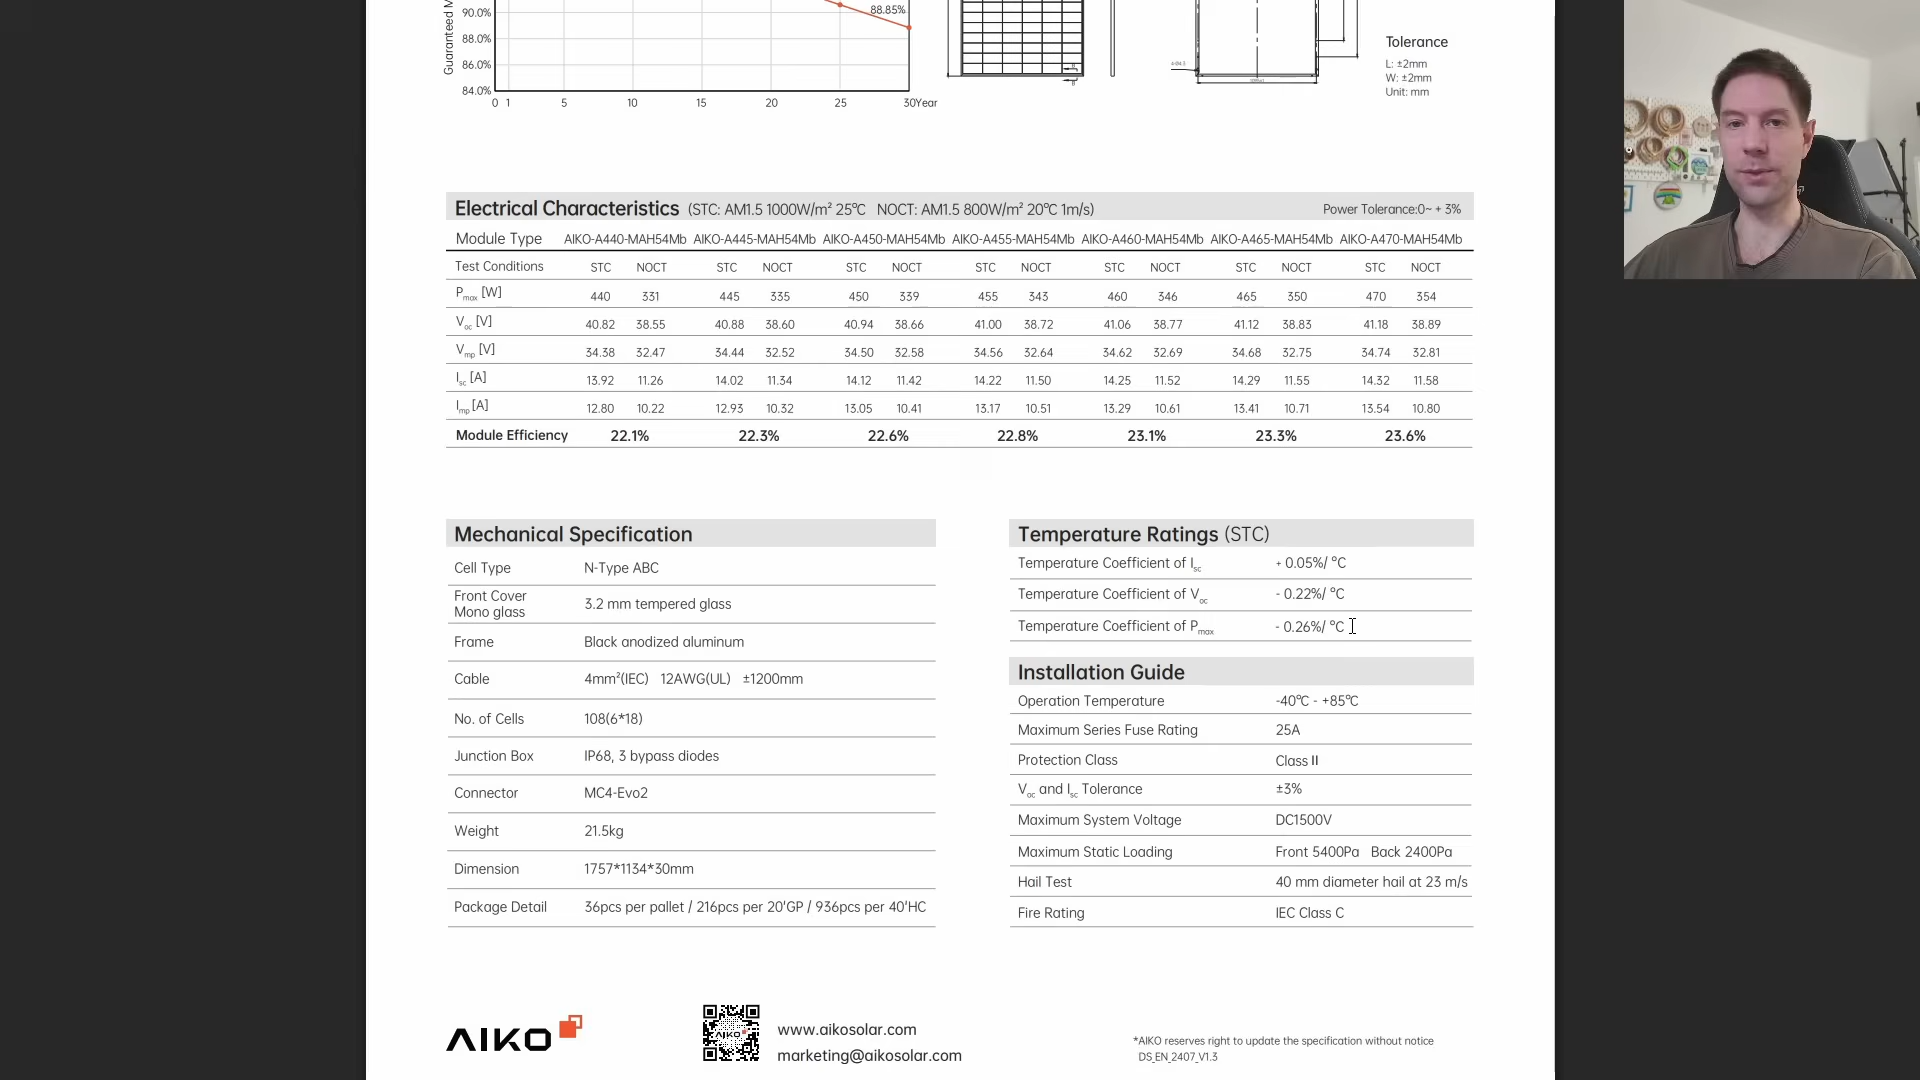 90.0%
88.85%
88.0%
86.0%
84.0%
0 1 5 10 15 20 25 30Year
Guaranteed
Tolerance
L: ±2mm
W: ±2mm
Unit: mm
Electrical Characteristics (STC: AM1.5 1000W/m² 25℃ NOCT: AM1.5 800W/m² 20℃ 1m/s) Power Tolerance:0~ + 3%
Module Type AIKO-A440-MAH54Mb AIKO-A445-MAH54Mb AIKO-A450-MAH54Mb AIKO-A455-MAH54Mb AIKO-A460-MAH54Mb AIKO-A465-MAH54Mb AIKO-A470-MAH54Mb
Test Conditions STC NOCT STC NOCT STC NOCT STC NOCT STC NOCT STC NOCT STC NOCT
Pmax [W] 440 331 445 335 450 339 455 343 460 346 465 350 470 354
Voc [V] 40.82 38.55 40.88 38.60 40.94 38.66 41.00 38.72 41.06 38.77 41.12 38.83 41.18 38.89
Vmp [V] 34.38 32.47 34.44 32.52 34.50 32.58 34.56 32.64 34.62 32.69 34.68 32.75 34.74 32.81
Isc [A] 13.92 11.26 14.02 11.34 14.12 11.42 14.22 11.50 14.25 11.52 14.29 11.55 14.32 11.58
Imp [A] 12.80 10.22 12.93 10.32 13.05 10.41 13.17 10.51 13.29 10.61 13.41 10.71 13.54 10.80
Module Efficiency 22.1% 22.3% 22.6% 22.8% 23.1% 23.3% 23.6%
Mechanical Specification
Cell Type N-Type ABC
Front Cover
Mono glass 3.2 mm tempered glass
Frame Black anodized aluminum
Cable 4mm²(IEC) 12AWG(UL) ±1200mm
No. of Cells 108(6*18)
Junction Box IP68, 3 bypass diodes
Connector MC4-Evo2
Weight 21.5kg
Dimension 1757*1134*30mm
Package Detail 36pcs per pallet / 216pcs per 20'GP / 936pcs per 40'HC
Temperature Ratings (STC)
Temperature Coefficient of Isc + 0.05%/ ℃
Temperature Coefficient of Voc - 0.22%/ ℃
Temperature Coefficient of Pmax - 0.26%/ ℃
Installation Guide
Operation Temperature -40℃ - +85℃
Maximum Series Fuse Rating 25A
Protection Class Class II
Voc and Isc Tolerance ±3%
Maximum System Voltage DC1500V
Maximum Static Loading Front 5400Pa Back 2400Pa
Hail Test 40 mm diameter hail at 23 m/s
Fire Rating IEC Class C
AIKO
AIKO
www.aikosolar.com
marketing@aikosolar.com
*AIKO reserves right to update the specification without notice
DS_EN_2407_V1.3